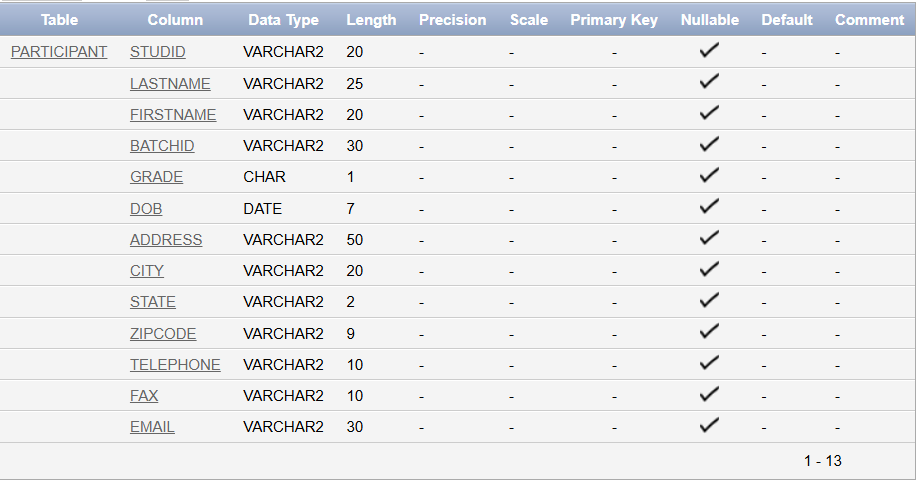 Table Column Data Type Length Precision Scale Primary Key Nullable Default Comment
PARTICIPANT STUDID VARCHAR2 20 - - - ✓ - -
LASTNAME VARCHAR2 25 - - - ✓ - -
FIRSTNAME VARCHAR2 20 - - - ✓ - -
BATCHID VARCHAR2 30 - - - ✓ - -
GRADE CHAR 1 - - - ✓ - -
DOB DATE 7 - - - ✓ - -
ADDRESS VARCHAR2 50 - - - ✓ - -
CITY VARCHAR2 20 - - - ✓ - -
STATE VARCHAR2 2 - - - ✓ - -
ZIPCODE VARCHAR2 9 - - - ✓ - -
TELEPHONE VARCHAR2 10 - - - ✓ - -
FAX VARCHAR2 10 - - - ✓ - -
EMAIL VARCHAR2 30 - - - ✓ - -
1 - 13